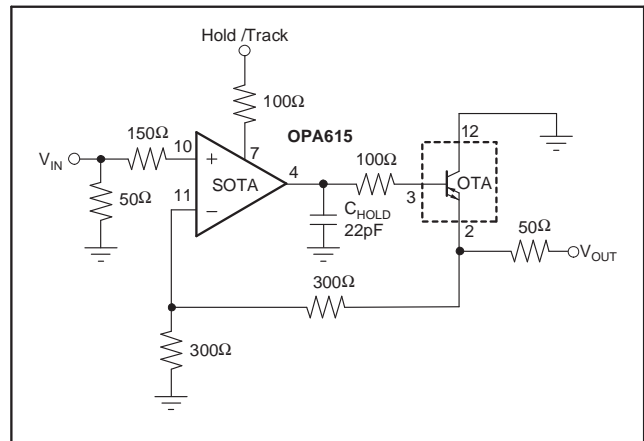 Hold /Track
100Ω
OPA615
150Ω
V_IN
10
+
7
12
SOTA
4
100Ω
OTA
50Ω
11
−
3
C_HOLD
22pF
2
50Ω
V_OUT
300Ω
300Ω